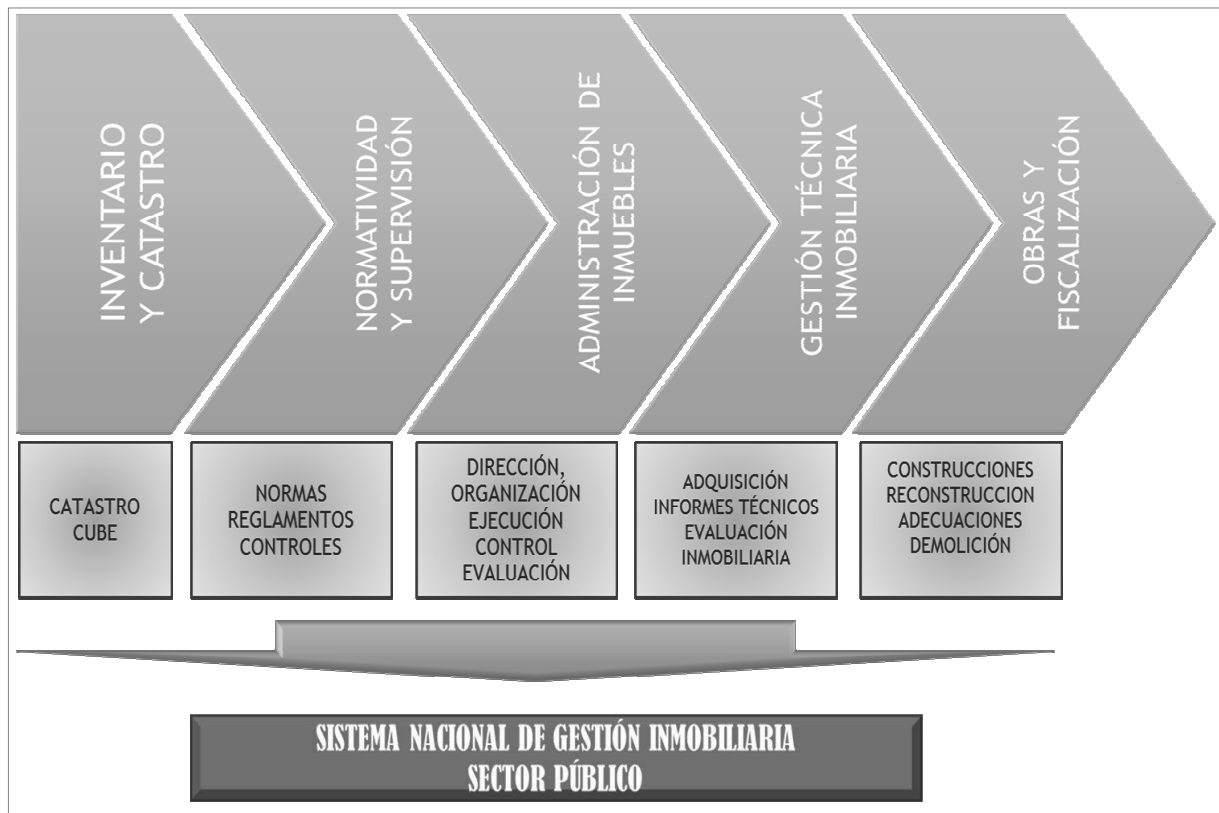 INVENTARIO
Y CATASTRO
NORMATIVIDAD
Y SUPERVISIÓN
ADMINISTRACIÓN DE
INMUEBLES
GESTIÓN TÉCNICA
INMOBILIARIA
OBRAS Y
FISCALIZACIÓN
CATASTRO
CUBE
NORMAS
REGLAMENTOS
CONTROLES
DIRECCIÓN,
ORGANIZACIÓN
EJECUCIÓN
CONTROL
EVALUACIÓN
ADQUISICIÓN
INFORMES TÉCNICOS
EVALUACIÓN
INMOBILIARIA
CONSTRUCCIONES
RECONSTRUCCION
ADECUACIONES
DEMOLICIÓN
SISTEMA NACIONAL DE GESTIÓN INMOBILIARIA
SECTOR PÚBLICO